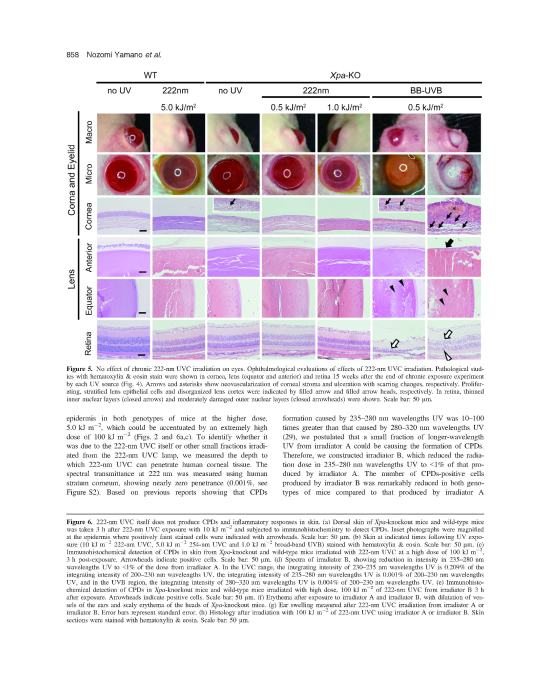 858 Nozomi Yamano et al.
WT Xpa-KO
no UV 222nm no UV 222nm BB-UVB
5.0 kJ/m² 0.5 kJ/m² 1.0 kJ/m² 0.5 kJ/m²
Corna and Eyelid
Macro
Micro
Cornea
Lens
Anterior
Equator
Retina
Figure 5. No effect of chronic 222-nm UVC irradiation on eyes. Ophthalmological evaluations of effects of 222-nm UVC irradiation. Pathological stud-
ies with hematoxylin & eosin stain were shown in cornea, lens (equator and anterior) and retina 15 weeks after the end of chronic exposure experiment
by each UV source (Fig. 4). Arrows and asterisks show neovascularization of corneal stroma and ulceration with scarring changes, respectively. Prolifer-
ating, stratified lens epithelial cells and disorganized lens cortex were indicated by filled arrow and filled arrow heads, respectively. In retina, thinned
inner nuclear layers (closed arrows) and moderately damaged outer nuclear layer (closed arrowheads) were shown. Scale bar: 50 μm.
epidermis in both genotypes of mice at the higher dose,
5.0 kJ m⁻², which could be accentuated by an extremely high
dose of 100 kJ m⁻² (Figs. 2 and 6a,c). To identify whether it
was due to the 222-nm UVC itself or other small fractions irradi-
ated from the 222-nm UVC lamp, we measured the depth to
which 222-nm UVC can penetrate human corneal tissue. The
spectral transmittance at 222 nm was measured using human
stratum corneum, showing nearly zero penetrance (0.001%, see
Figure S2). Based on previous reports showing that CPDs
formation caused by 235–280 nm wavelengths UV was 10–100
times greater than that caused by 280–320 nm wavelengths UV
(29), we postulated that a small fraction of longer-wavelength
UV from irradiator A could be causing the formation of CPDs.
Therefore, we constructed irradiator B, which reduced the radia-
tion dose in 235–280 nm wavelengths UV to <1% of that pro-
duced by irradiator A. The number of CPDs-positive cells
produced by irradiator B was remarkably reduced in both geno-
types of mice compared to that produced by irradiator A
Figure 6. 222-nm UVC itself does not produce CPDs and inflammatory responses in skin. (a) Dorsal skin of Xpa-knockout mice and wild-type mice
was taken 3 h after 222-nm UVC exposure with 10 kJ m⁻² and subjected to immunohistochemistry to detect CPDs. Inset photographs were magnified
at the epidermis where positively faint stained cells were indicated with arrowheads. Scale bar: 50 μm. (b) Skin at indicated times following UV expo-
sure (10 kJ m⁻² 222-nm UVC, 5.0 kJ m⁻² 254-nm UVC and 1.0 kJ m⁻² broad-band UVB) stained with hematoxylin & eosin. Scale bar: 50 μm. (c)
Immunohistochemical detection of CPDs in skin from Xpa-knockout and wild-type mice irradiated with 222-nm UVC at a high dose of 100 kJ m⁻²,
3 h post-exposure. Arrowheads indicate positive cells. Scale bar: 50 μm. (d) Spectra of irradiator B, showing reduction in intensity in 235–280 nm
wavelengths UV to <1% of the dose from irradiator A. In the UVC range, the integrating intensity of 230–235 nm wavelengths UV is 0.209% of the
integrating intensity of 200–230 nm wavelengths UV, the integrating intensity of 235–280 nm wavelengths UV is 0.001% of 200–230 nm wavelengths
UV, and in the UVB region, the integrating intensity of 280–320 nm wavelengths UV is 0.004% of 200–230 nm wavelengths UV. (e) Immunohisto-
chemical detection of CPDs in Xpa-knockout mice and wild-type mice irradiated with high dose, 100 kJ m⁻² of 222-nm UVC from irradiator B 3 h
after exposure. Arrowheads indicate positive cells. Scale bar: 50 μm. (f) Erythema after exposure to irradiator A and irradiator B, with dilatation of ves-
sels of the ears and scaly erythema of the heads of Xpa-knockout mice. (g) Ear swelling measured after 222-nm UVC irradiation from irradiator A or
irradiator B. Error bars represent standard error. (h) Histology after irradiation with 100 kJ m⁻² of 222-nm UVC using irradiator A or irradiator B. Skin
sections were stained with hematoxylin & eosin. Scale bar: 50 μm.